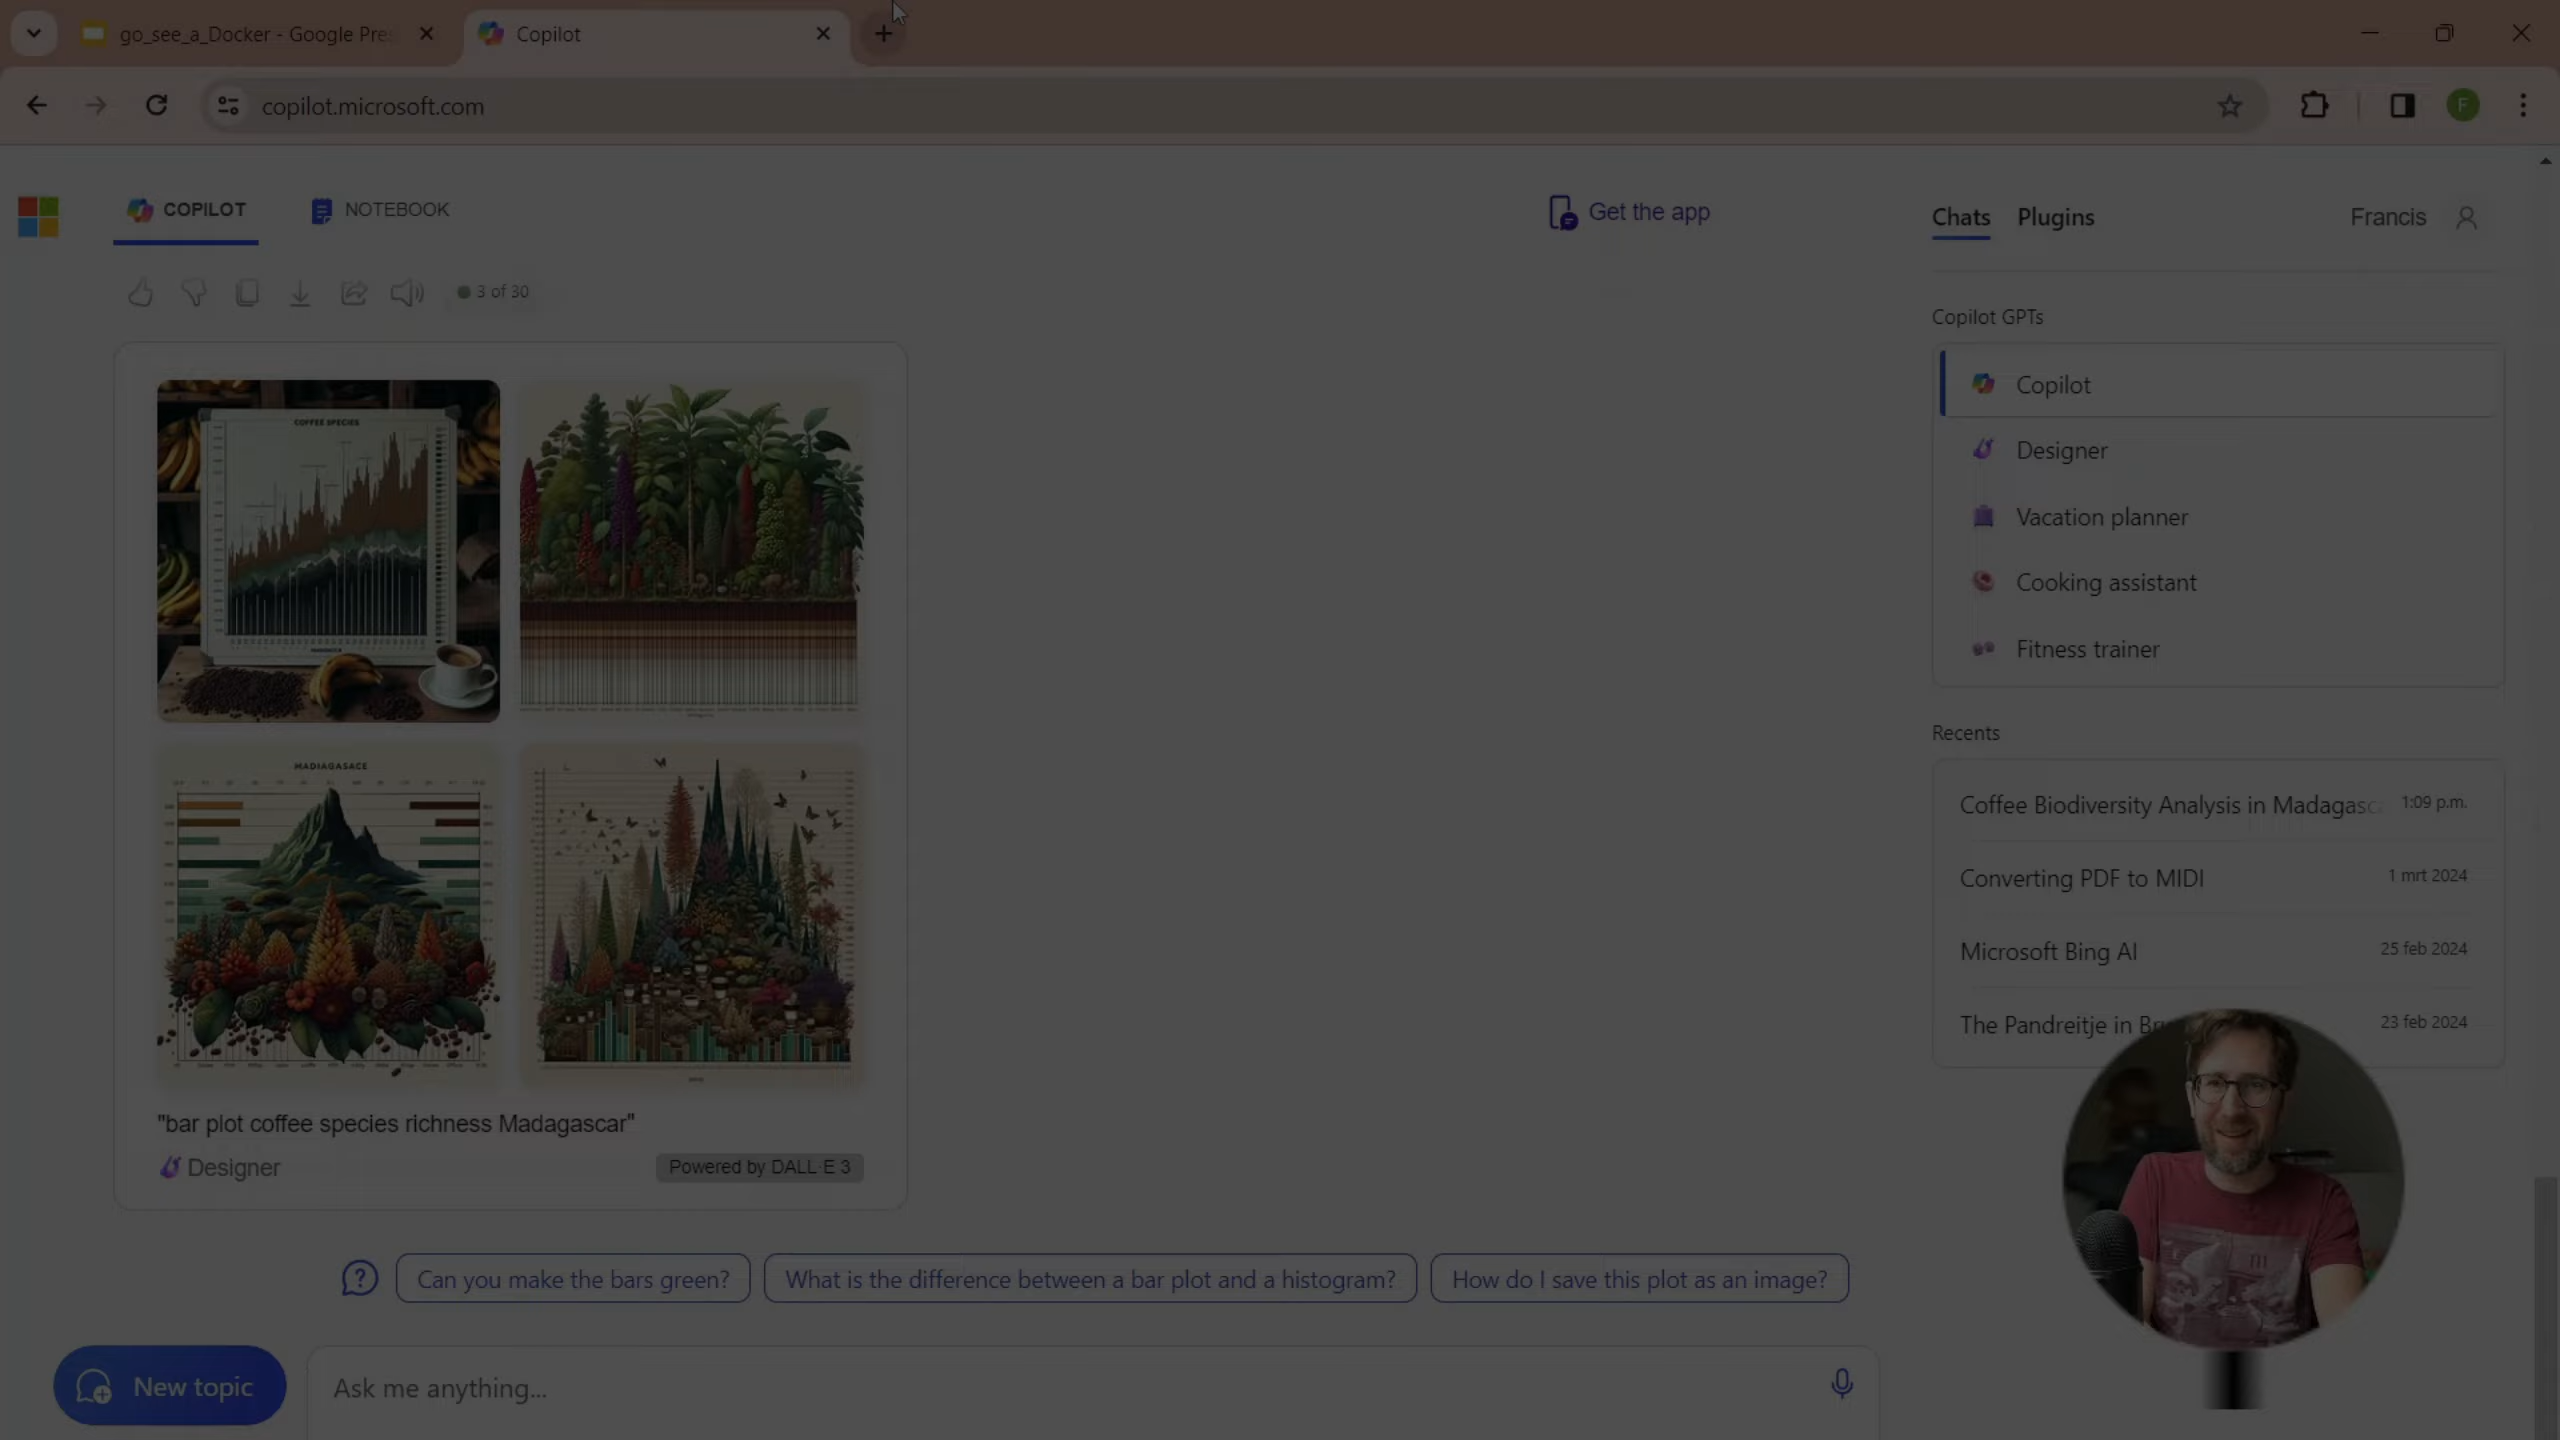 go_see_a_Docker - Google Pres
Copilot
copilot.microsoft.com
COPILOT
NOTEBOOK
Get the app
Chats
Plugins
Francis
3 of 30
Copilot GPTs
Copilot
Designer
Vacation planner
Cooking assistant
Fitness trainer
COFFEE SPECIES
MADIAGASACE
Recents
Coffee Biodiversity Analysis in Madagasc 1:09 p.m.
Converting PDF to MIDI 1 mrt 2024
Microsoft Bing AI 25 feb 2024
The Pandreitje in Br 23 feb 2024
"bar plot coffee species richness Madagascar"
Designer
Powered by DALL·E 3
Can you make the bars green?
What is the difference between a bar plot and a histogram?
How do I save this plot as an image?
New topic
Ask me anything...
F